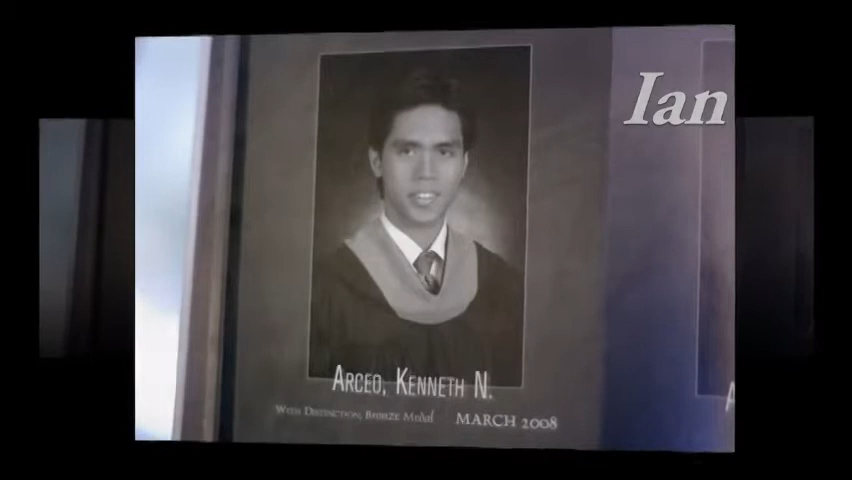 Ian
ARCEO, KENNETH N.
WITH DISTINCTION, BRONZE Medal MARCH 2008